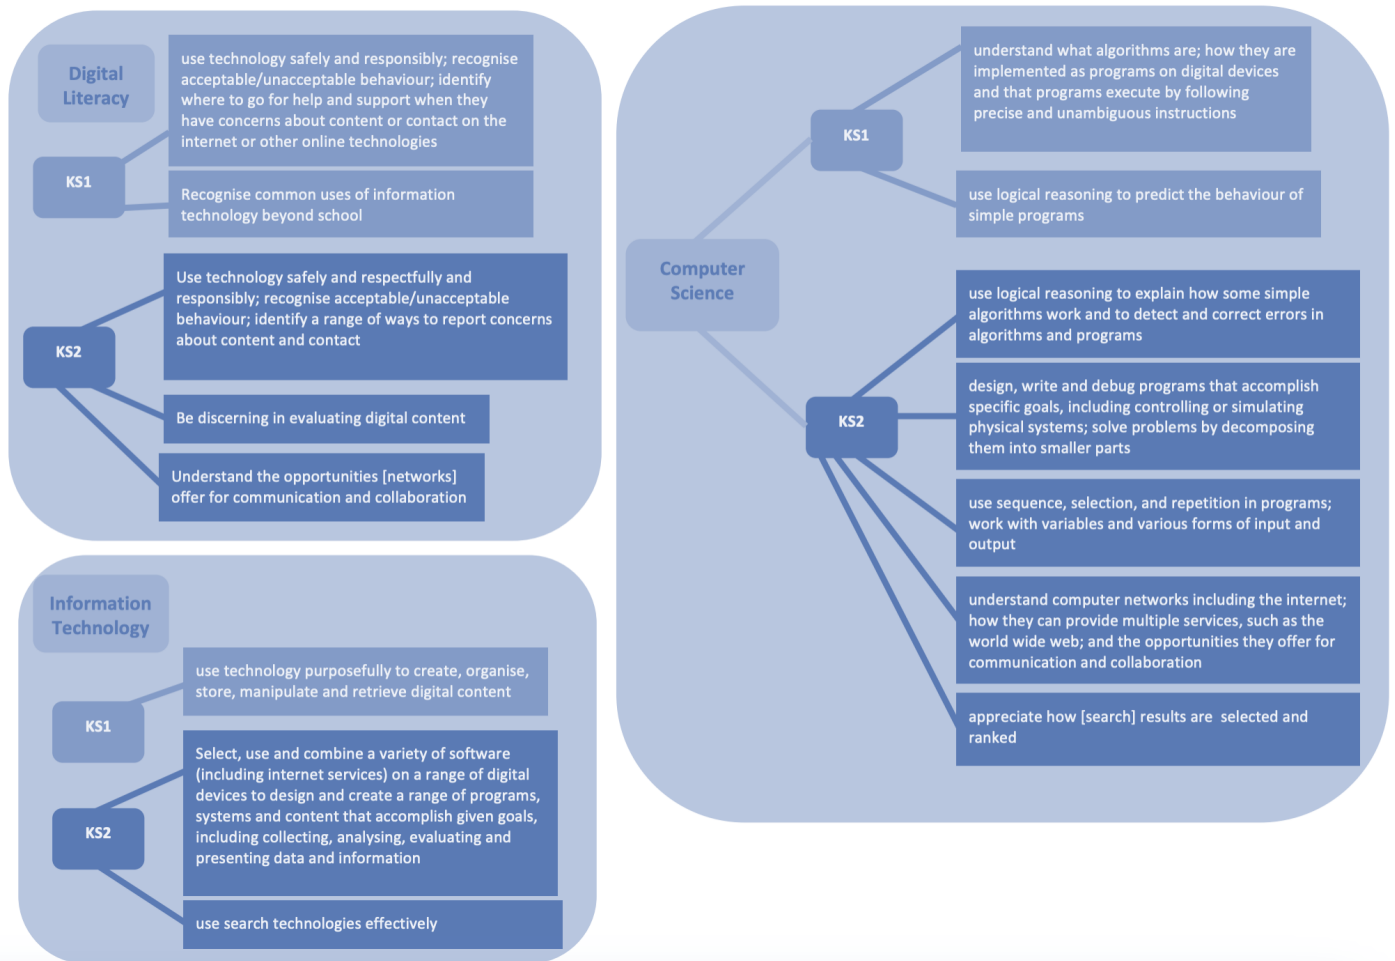 Digital
Literacy
use technology safely and responsibly; recognise
acceptable/unacceptable behaviour; identify
where to go for help and support when they
have concerns about content or contact on the
internet or other online technologies
KS1
Recognise common uses of information
technology beyond school
Use technology safely and respectfully and
responsibly; recognise acceptable/unacceptable
behaviour; identify a range of ways to report concerns
about content and contact
KS2
Be discerning in evaluating digital content
Understand the opportunities [networks]
offer for communication and collaboration
Information
Technology
use technology purposefully to create, organise,
store, manipulate and retrieve digital content
KS1
Select, use and combine a variety of software
(including internet services) on a range of digital
devices to design and create a range of programs,
systems and content that accomplish given goals,
including collecting, analysing, evaluating and
presenting data and information
KS2
use search technologies effectively
Computer
Science
KS1
understand what algorithms are; how they are
implemented as programs on digital devices
and that programs execute by following
precise and unambiguous instructions
use logical reasoning to predict the behaviour of
simple programs
KS2
use logical reasoning to explain how some simple
algorithms work and to detect and correct errors in
algorithms and programs
design, write and debug programs that accomplish
specific goals, including controlling or simulating
physical systems; solve problems by decomposing
them into smaller parts
use sequence, selection, and repetition in programs;
work with variables and various forms of input and
output
understand computer networks including the internet;
how they can provide multiple services, such as the
world wide web; and the opportunities they offer for
communication and collaboration
appreciate how [search] results are  selected and
ranked